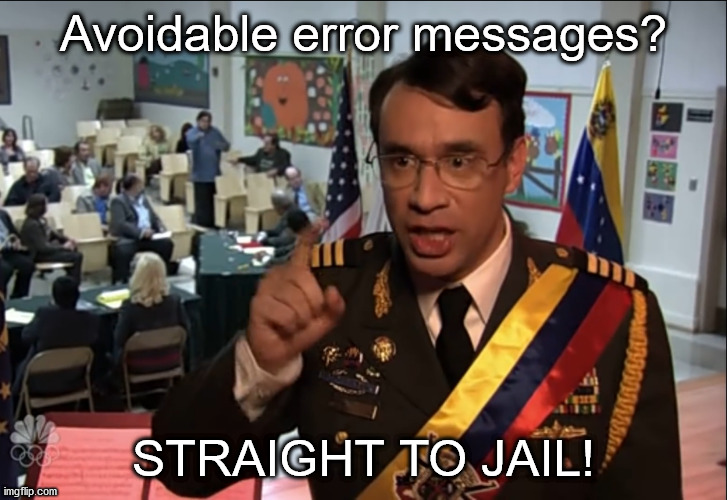 Avoidable error messages?
STRAIGHT TO JAIL!
imgflip.com